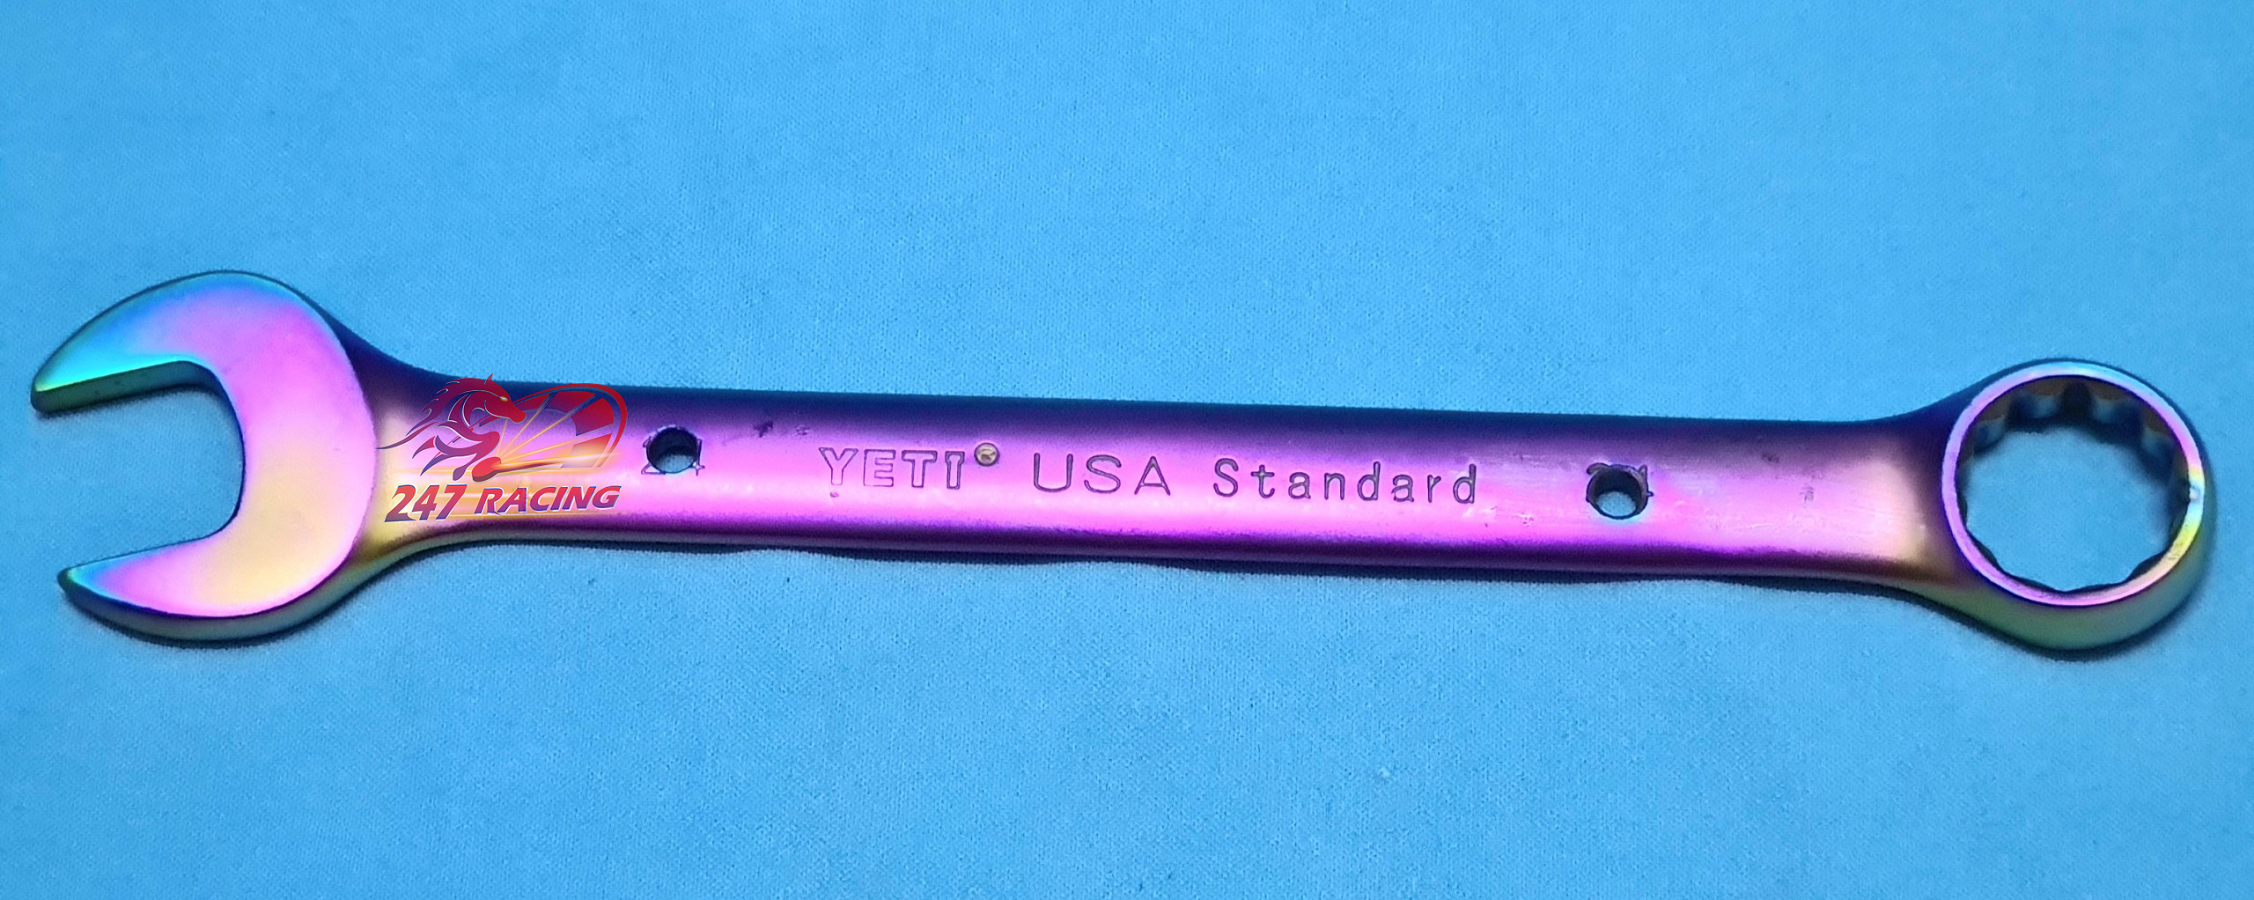 247 RACING
YETI® USA Standard